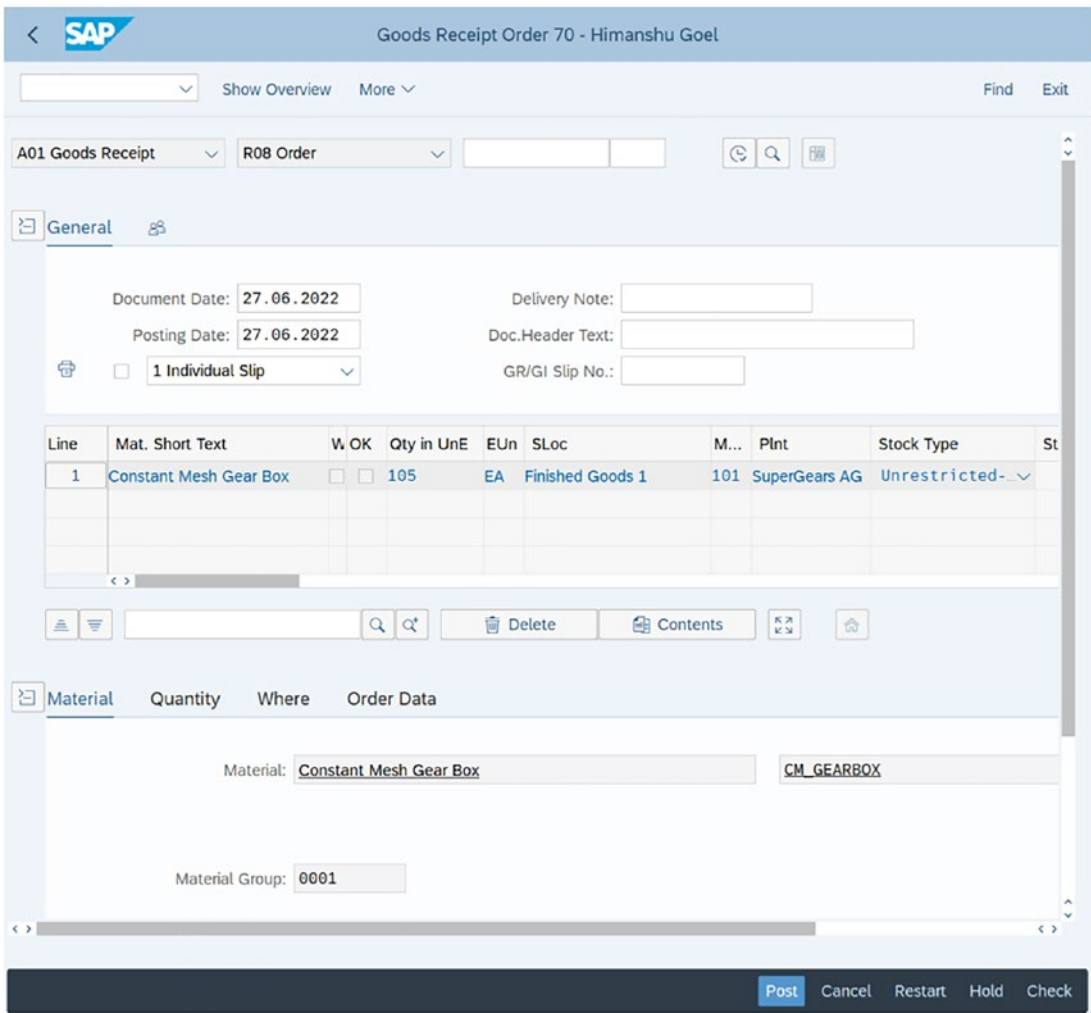 SAP
Goods Receipt Order 70 - Himanshu Goel
Show Overview More Find Exit
A01 Goods Receipt R08 Order
General
Document Date: 27.06.2022 Delivery Note:
Posting Date: 27.06.2022 Doc.Header Text:
1 Individual Slip GR/GI Slip No.:
Line Mat. Short Text W OK Qty in UnE EUn SLoc M... Plnt Stock Type St
1 Constant Mesh Gear Box 105 EA Finished Goods 1 101 SuperGears AG Unrestricted-
Delete Contents
Material Quantity Where Order Data
Material: Constant Mesh Gear Box CM_GEARBOX
Material Group: 0001
Post Cancel Restart Hold Check